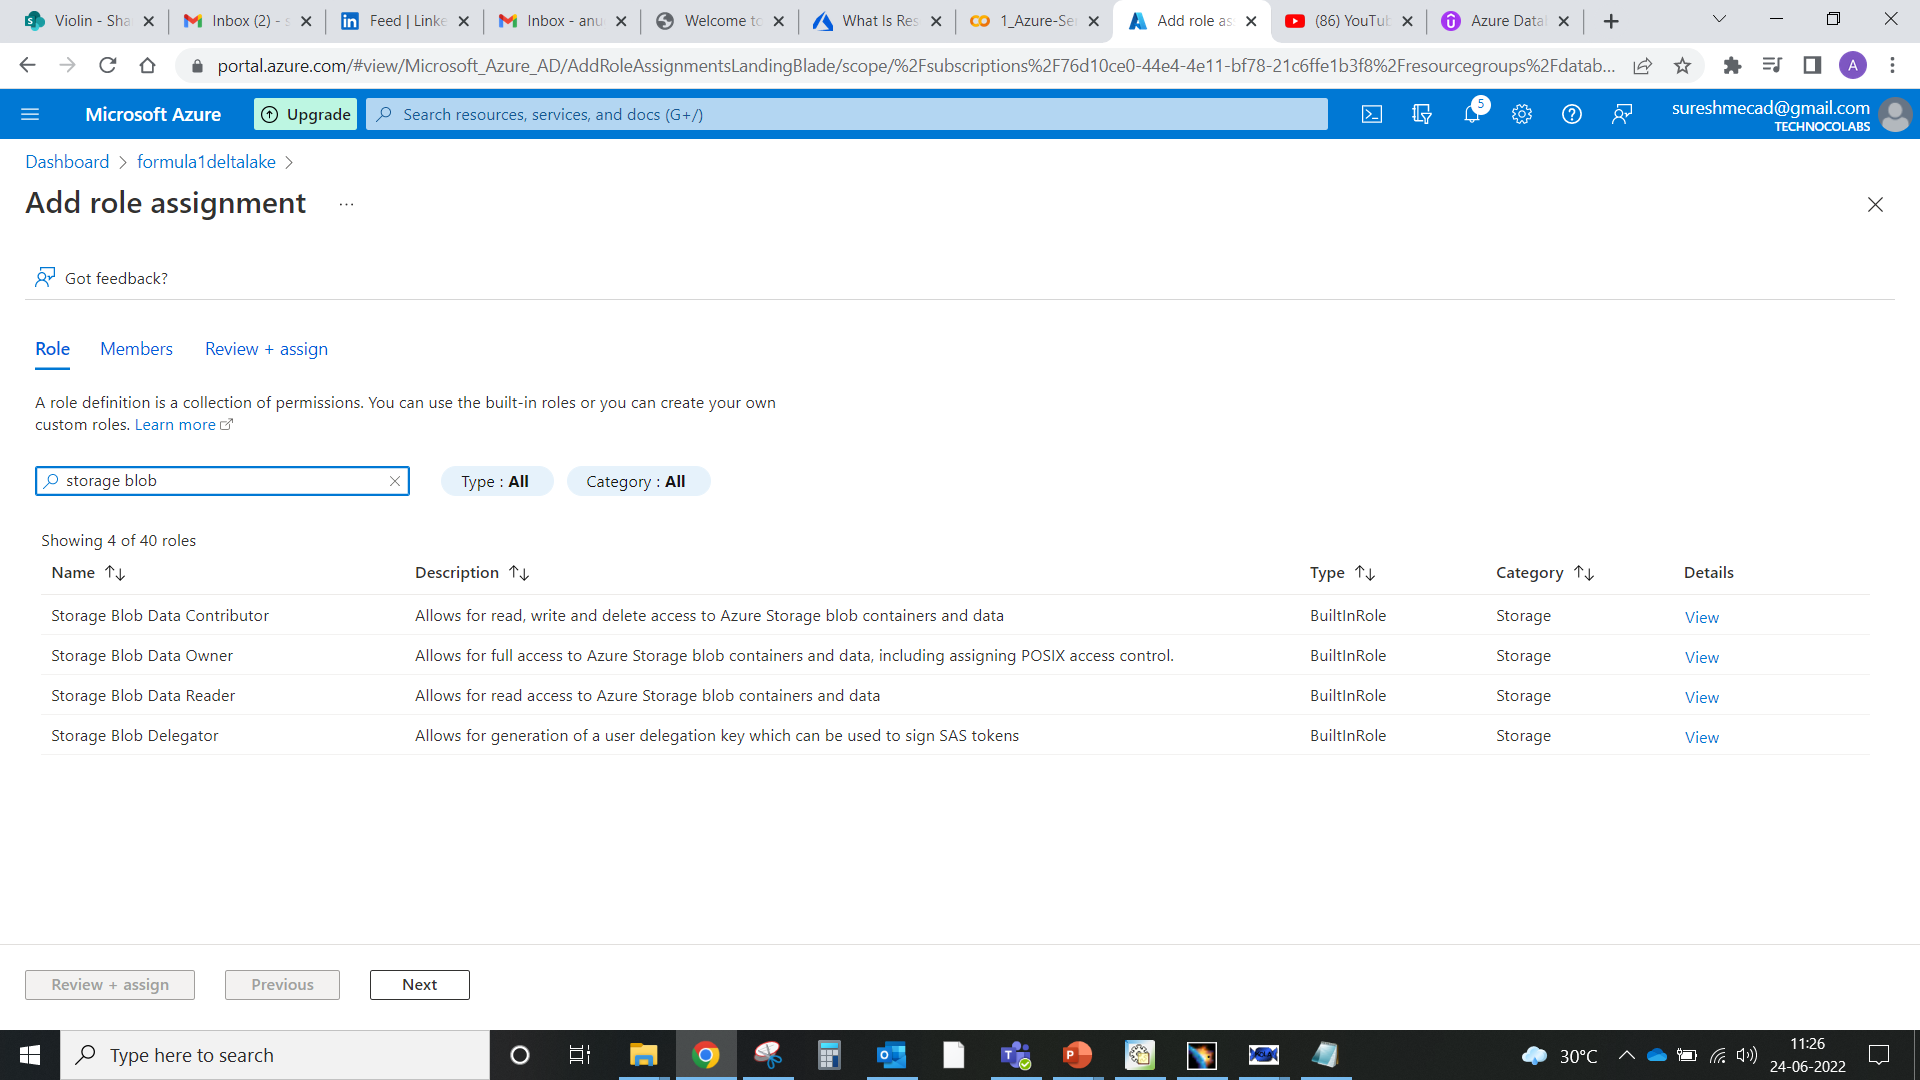 Violin - Sha
Inbox (2) - s
Feed | Linke
Inbox - anu
Welcome to
What Is Res
1_Azure-Ser
Add role as
(86) YouTub
Azure Datal
portal.azure.com/#view/Microsoft_Azure_AD/AddRoleAssignmentsLandingBlade/scope/%2Fsubscriptions%2F76d10ce0-44e4-4e11-bf78-21c6ffe1b3f8%2Fresourcegroups%2Fdatab...
A
Microsoft Azure
Upgrade
Search resources, services, and docs (G+/)
5
sureshmecad@gmail.com
TECHNOCOLABS
Dashboard > formula1deltalake >
Add role assignment ...
Got feedback?
Role Members Review + assign
A role definition is a collection of permissions. You can use the built-in roles or you can create your own
custom roles. Learn more
storage blob
Type : All
Category : All
Showing 4 of 40 roles
Name Description Type Category Details
Storage Blob Data Contributor Allows for read, write and delete access to Azure Storage blob containers and data BuiltInRole Storage View
Storage Blob Data Owner Allows for full access to Azure Storage blob containers and data, including assigning POSIX access control. BuiltInRole Storage View
Storage Blob Data Reader Allows for read access to Azure Storage blob containers and data BuiltInRole Storage View
Storage Blob Delegator Allows for generation of a user delegation key which can be used to sign SAS tokens BuiltInRole Storage View
Review + assign
Previous
Next
Type here to search
30°C
11:26
24-06-2022